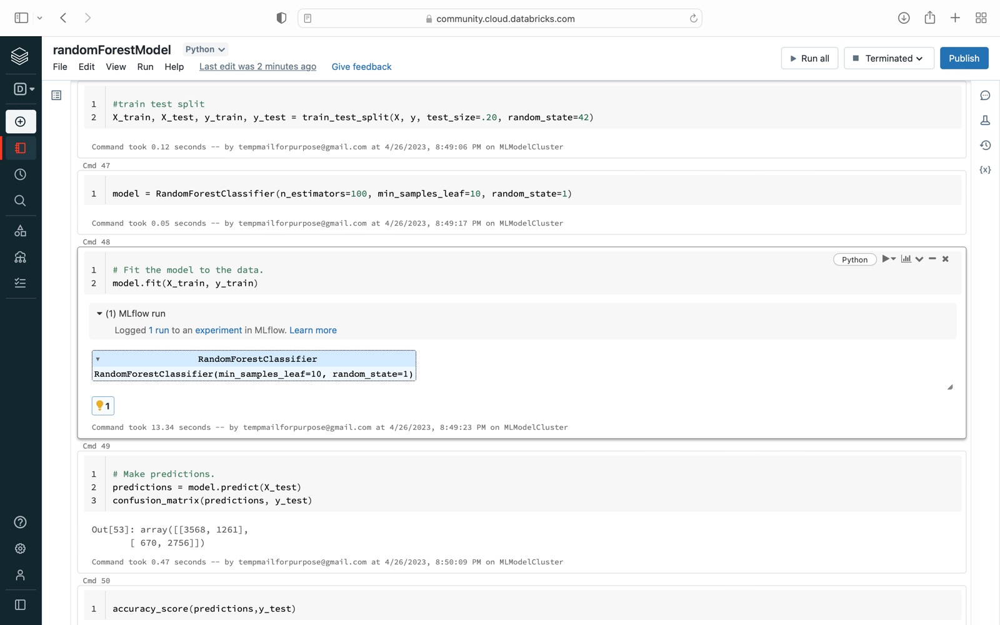 community.cloud.databricks.com
randomForestModel Python
File Edit View Run Help Last edit was 2 minutes ago Give feedback
Run all Terminated Publish
D
1 #train test split
2 X_train, X_test, y_train, y_test = train_test_split(X, y, test_size=.20, random_state=42)
Command took 0.12 seconds -- by tempmailforpurpose@gmail.com at 4/26/2023, 8:49:06 PM on MLModelCluster
Cmd 47
1 model = RandomForestClassifier(n_estimators=100, min_samples_leaf=10, random_state=1)
Command took 0.05 seconds -- by tempmailforpurpose@gmail.com at 4/26/2023, 8:49:17 PM on MLModelCluster
Cmd 48
Python
1 # Fit the model to the data.
2 model.fit(X_train, y_train)
(1) MLflow run
Logged 1 run to an experiment in MLflow. Learn more
RandomForestClassifier
RandomForestClassifier(min_samples_leaf=10, random_state=1)
1
Command took 13.34 seconds -- by tempmailforpurpose@gmail.com at 4/26/2023, 8:49:23 PM on MLModelCluster
Cmd 49
1 # Make predictions.
2 predictions = model.predict(X_test)
3 confusion_matrix(predictions, y_test)
Out[53]: array([[3568, 1261],
[ 670, 2756]])
Command took 0.47 seconds -- by tempmailforpurpose@gmail.com at 4/26/2023, 8:50:09 PM on MLModelCluster
Cmd 50
1 accuracy_score(predictions,y_test)
{x}